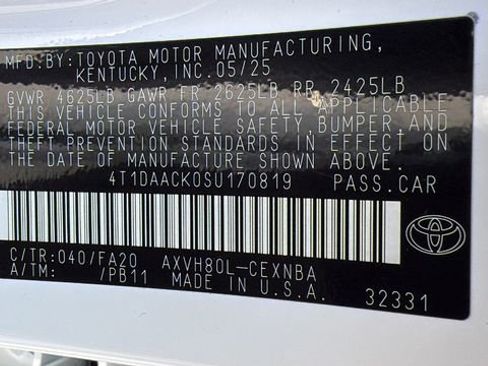 MFD.BY:TOYOTA MOTOR MANUFACTURING,
KENTUCKY,INC.05/25
GVWR 4625LB GAWR FR 2625LB RR 2425LB
THIS VEHICLE CONFORMS TO ALL APPLICABLE
FEDERAL MOTOR VEHICLE SAFETY,BUMPER,AND
THEFT PREVENTION STANDARDS IN EFFECT ON
THE DATE OF MANUFACTURE SHOWN ABOVE.
4T1DAACK0SU170819 PASS.CAR
C/TR:040/FA20 AXVH80L-CEXNBA
A/TM: /PB11 MADE IN U.S.A. 32331